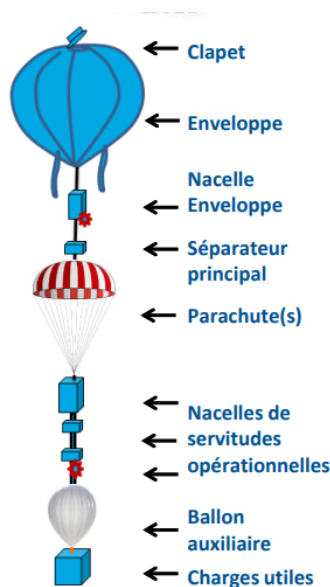 Clapet
Enveloppe
Nacelle
Enveloppe
Séparateur
principal
Parachute(s)
Nacelles de
servitudes
opérationnelles
Ballon
auxiliaire
Charges utiles